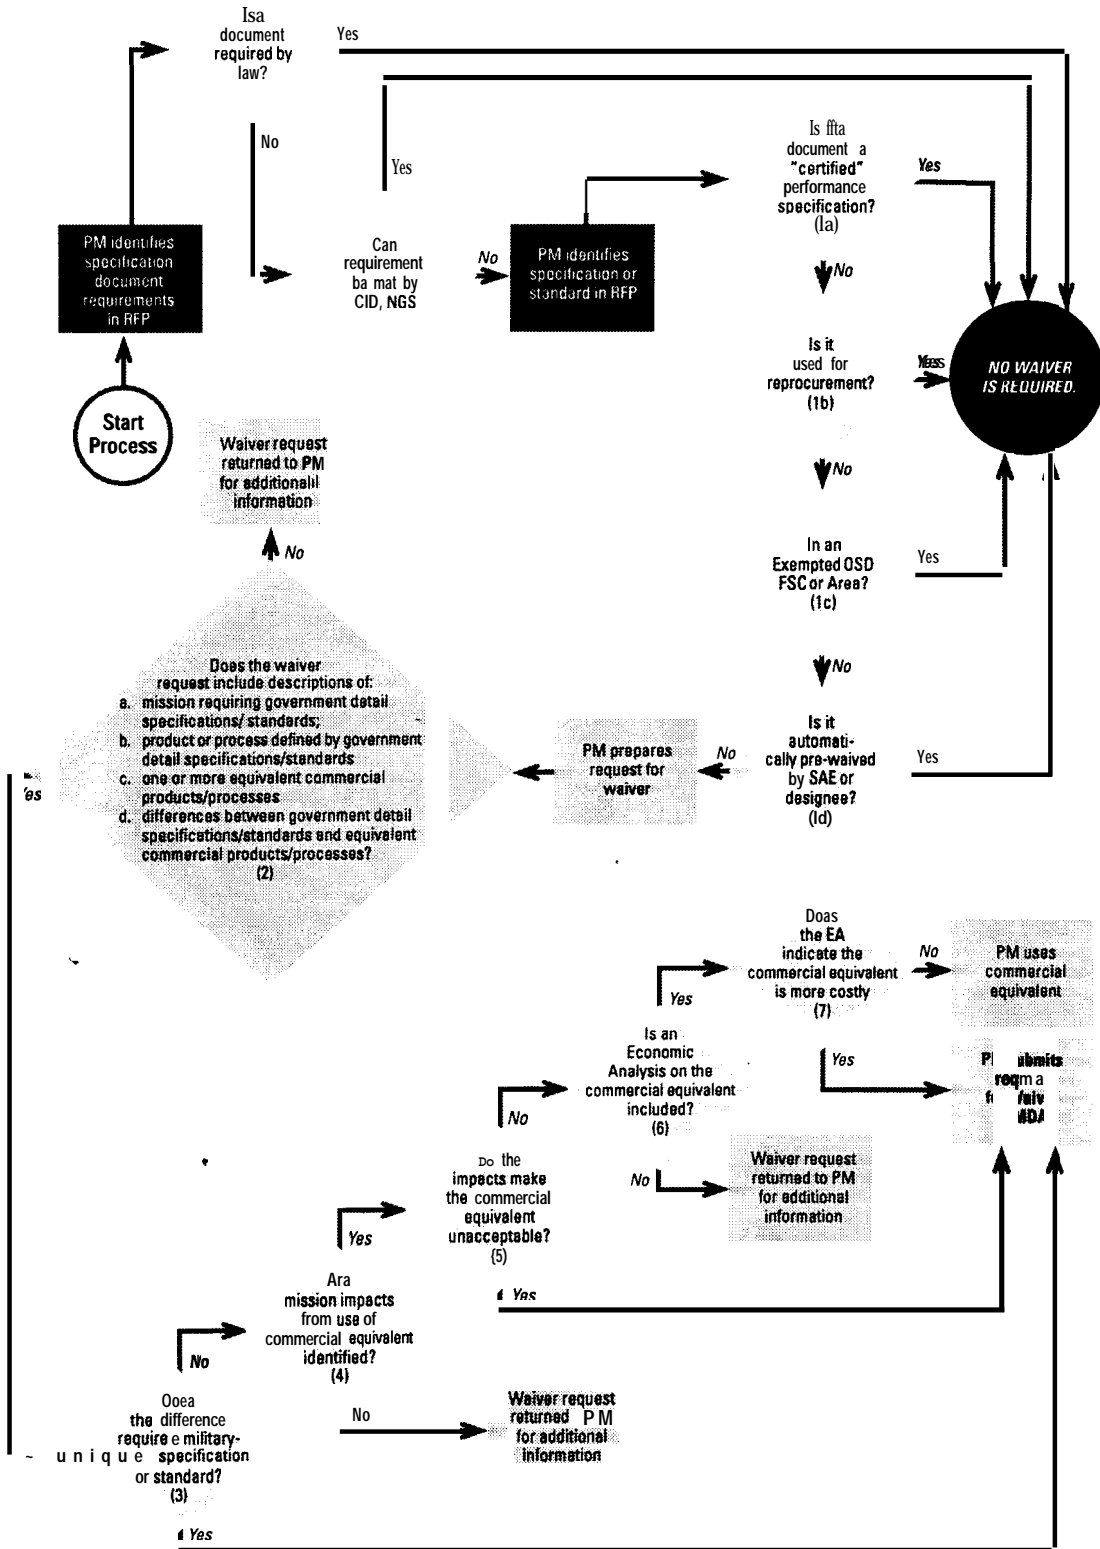 Isa
document
required by
law?
Yes
No
Yes
Is ffta
document a
"certified"
performance
specification?
(Ia)
Yes
PM identifies
specification
document
requirements
in RFP
Can
requirement
ba mat by
CID, NGS
No
PM identifies
specification or
standard in RFP
No
Is it
used for
reprocurement?
(1b)
NO WAIVER
IS REQUIRED.
Start
Process
Waiver request
returned to PM
for additional
information
No
No
In an
Exempted OSD
FSC or Area?
(1c)
Yes
No
Does the waiver
request include descriptions of:
a. mission requiring government detail
specifications/ standards;
b. product or process defined by government
detail specifications/standards
c. one or more equivalent commercial
products/processes
d. differences between government detail
specifications/standards and equivalent
commercial products/processes?
(2)
Yes
PM prepares
request for
waiver
No
Is it
automati-
cally pre-waived
by SAE or
designee?
(Id)
Yes
Doas
the EA
indicate the
commercial equivalent
is more costly
(7)
No
PM uses
commercial
equivalent
Yes
Is an
Economic
Analysis on the
commercial equivalent
included?
(6)
Yes
No
Do the
impacts make
the commercial
equivalent
unacceptable?
(5)
No
Waiver request
returned to PM
for additional
information
Yes
Yes
Ara
mission impacts
from use of
commercial equivalent
identified?
(4)
No
Ooea
the difference
require e military-
~ unique specification
or standard?
(3)
No
Waiver request
returned PM
for additional
information
Yes